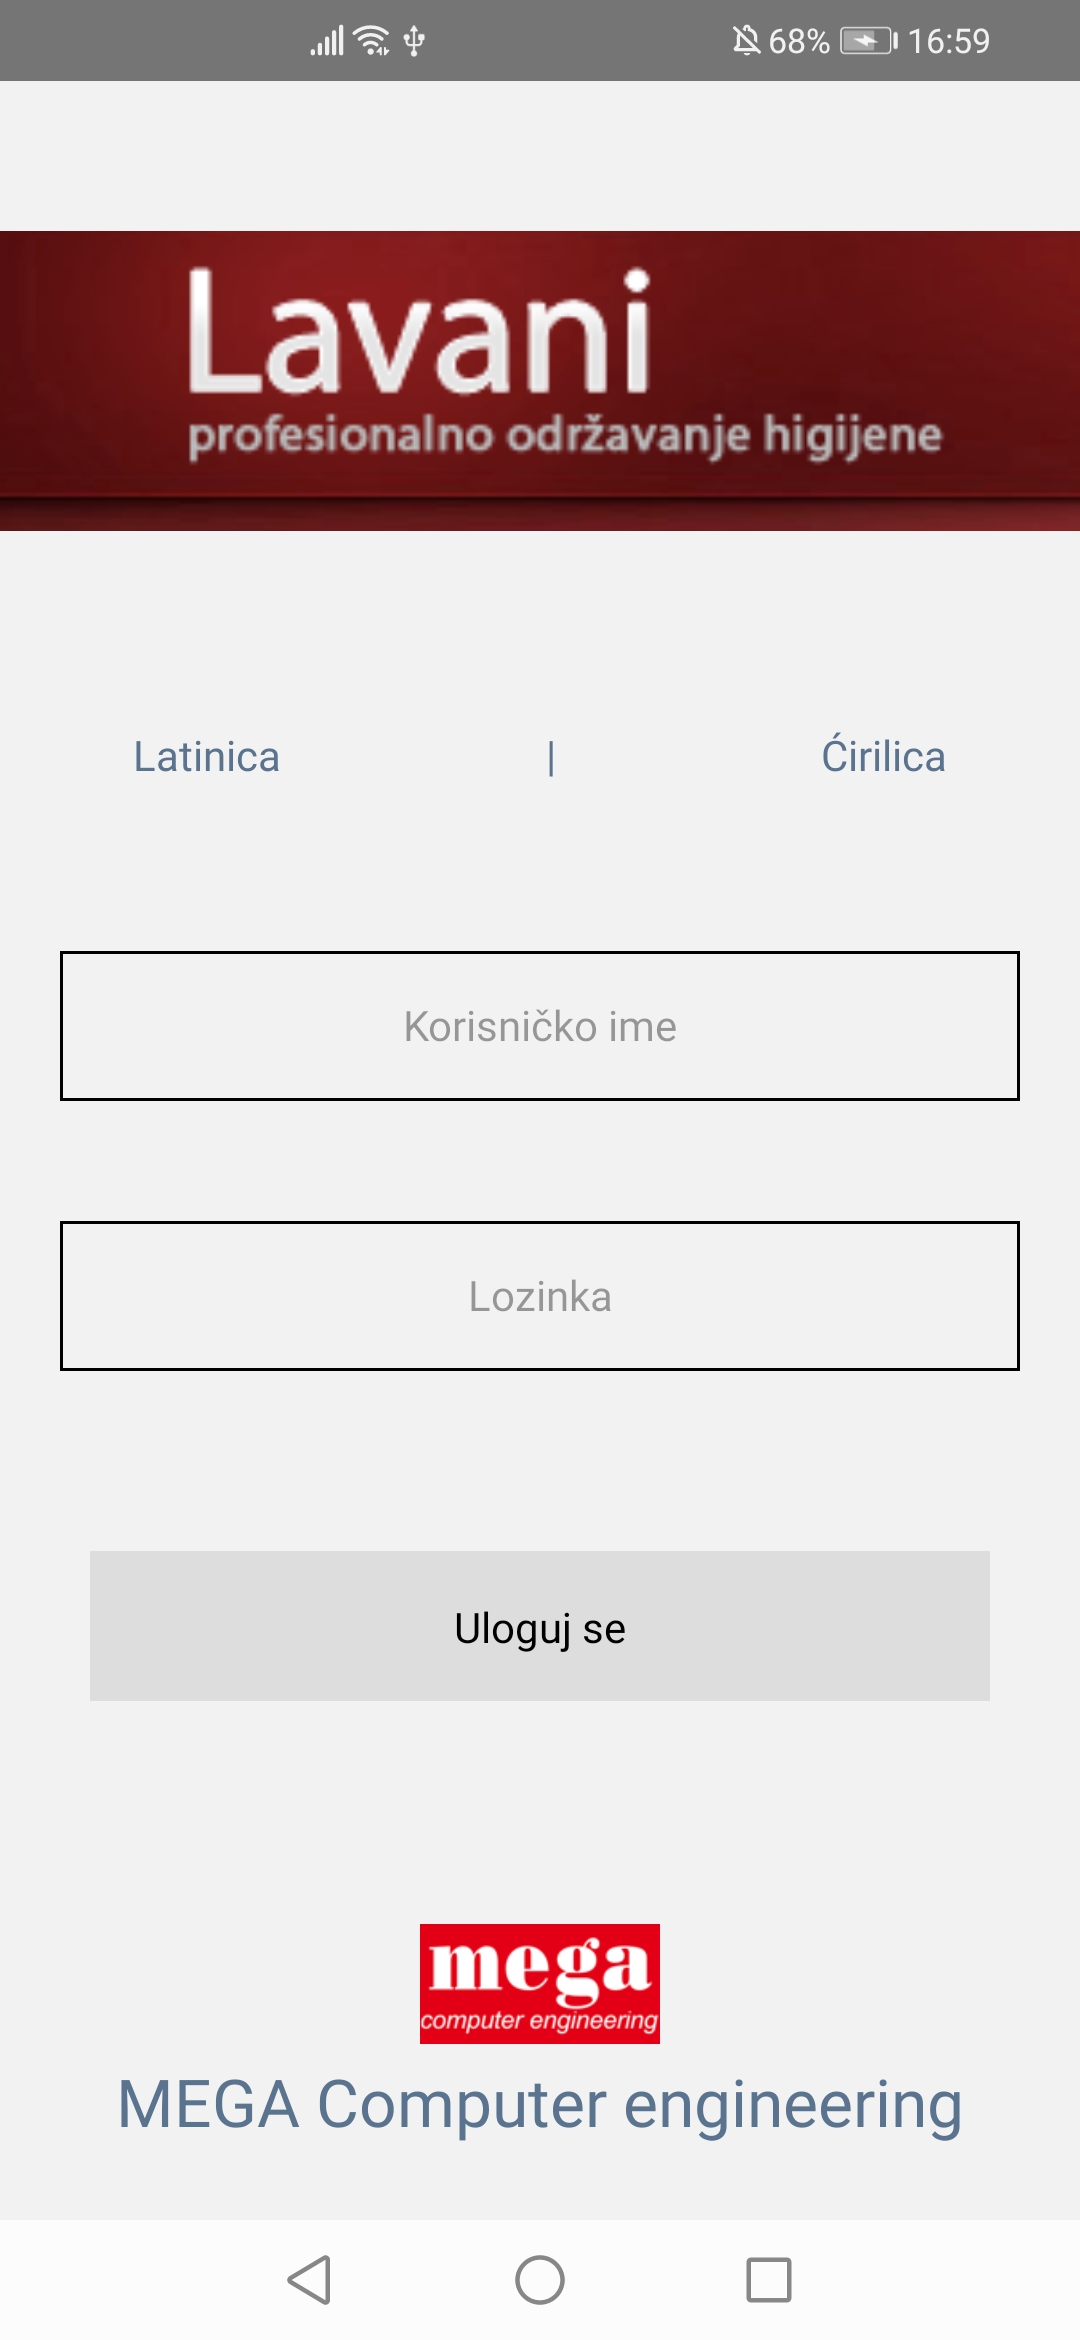 68% 16:59
Lavani
profesionalno održavanje higijene
Latinica | Ćirilica
Korisničko ime
Lozinka
Uloguj se
mega
computer engineering
MEGA Computer engineering